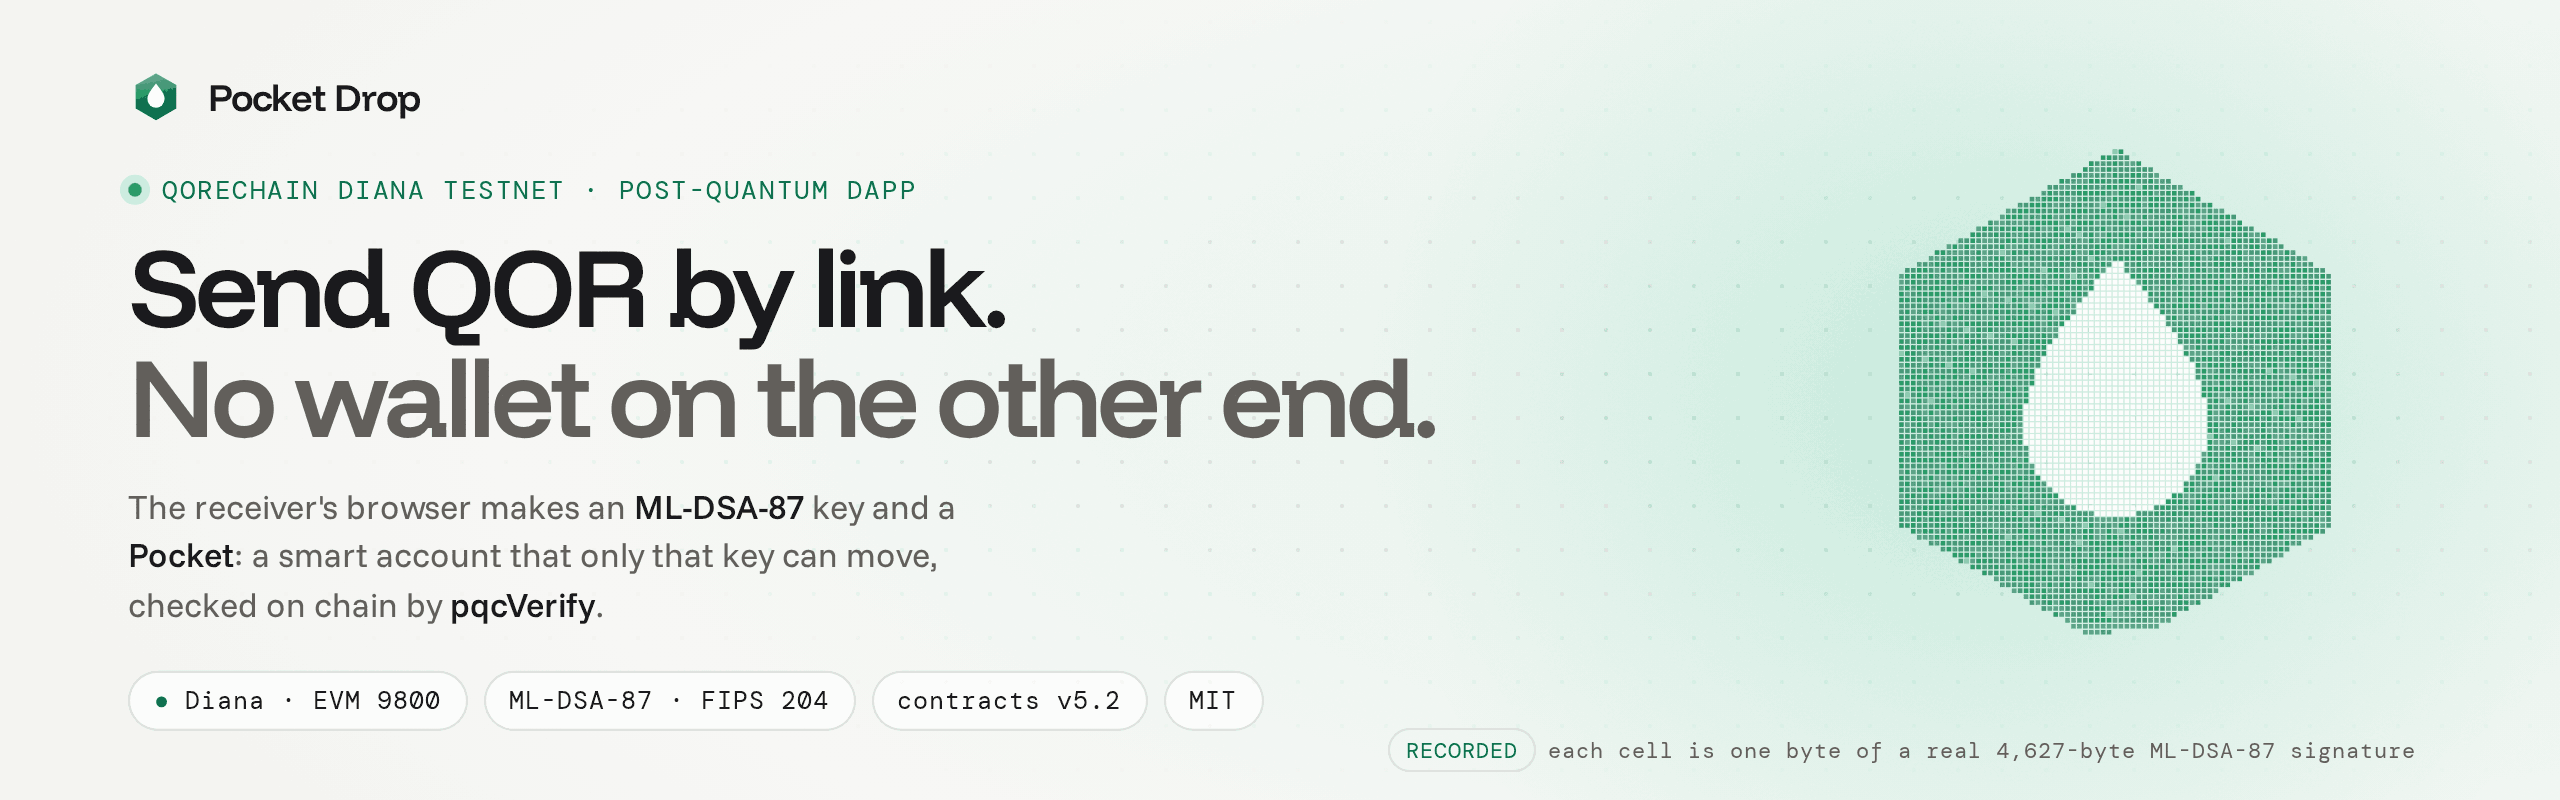 Pocket Drop
QORECHAIN DIANA TESTNET · POST-QUANTUM DAPP
Send QOR by link.
No wallet on the other end.
The receiver's browser makes an ML-DSA-87 key and a
Pocket: a smart account that only that key can move,
checked on chain by pqcVerify.
Diana · EVM 9800
ML-DSA-87 · FIPS 204
contracts v5.2
MIT
RECORDED each cell is one byte of a real 4,627-byte ML-DSA-87 signature